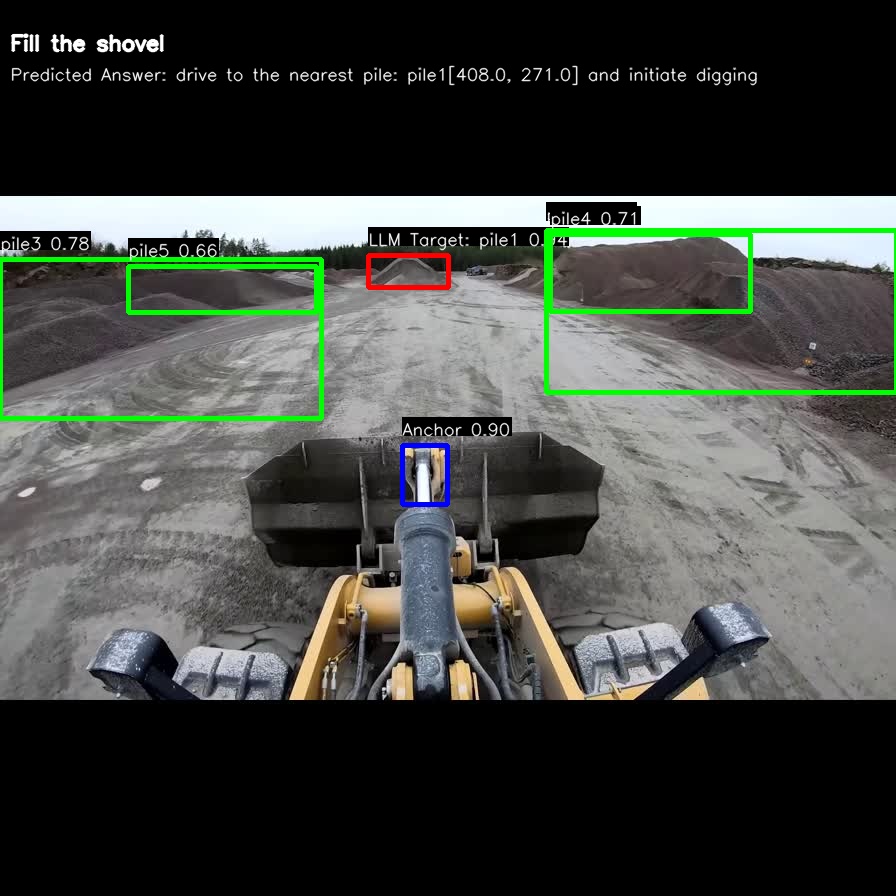 Fill the shovel
Predicted Answer: drive to the nearest pile: pile1[408.0, 271.0] and initiate digging
pile4 0.71
pile3 0.78
pile5 0.66
LLM Target: pile1
Anchor 0.90